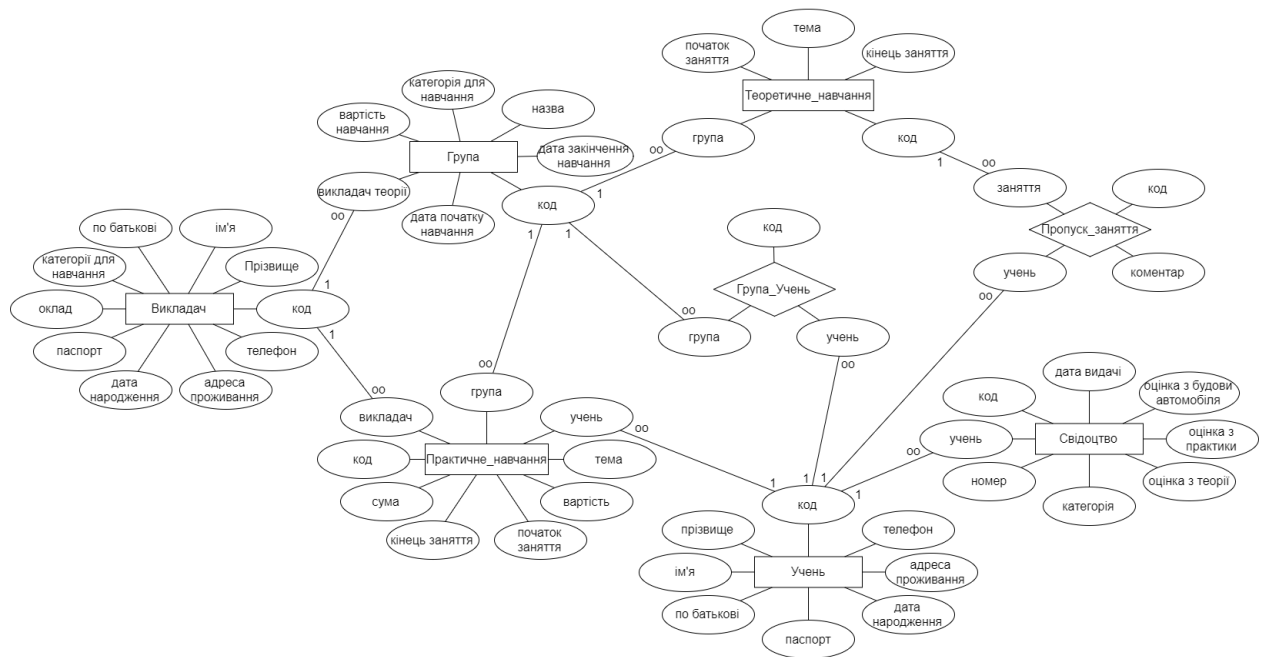 тема
початок
заняття
кінець заняття
Теоретичне_навчання
група
код
1
оо
оо
1
категорія для
навчання
вартість
навчання
назва
Група
дата закінчення
навчання
викладач теорії
код
дата початку
навчання
оо
1
1
1
заняття
код
Пропуск_заняття
учень
коментар
оо
код
Група_Учень
група
учень
оо
оо
по батькові
ім'я
категорії для
навчання
Прізвище
оклад
Викладач
код
паспорт
телефон
дата
народження
адреса
проживання
1
1
оо
оо
група
викладач
учень
оо
код
Практичне_навчання
тема
сума
вартість
кінець заняття
початок
заняття
дата видачі
код
оцінка з будови
автомобіля
учень
Свідоцтво
оцінка з
практики
оо
номер
оцінка з теорії
категорія
1
1
1
1
код
прізвище
телефон
ім'я
Учень
адреса
проживання
по батькові
дата
народження
паспорт